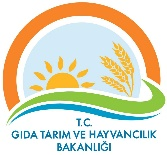 T.C.
GIDA TARIM VE HAYVANCILIK
BAKANLIĞI